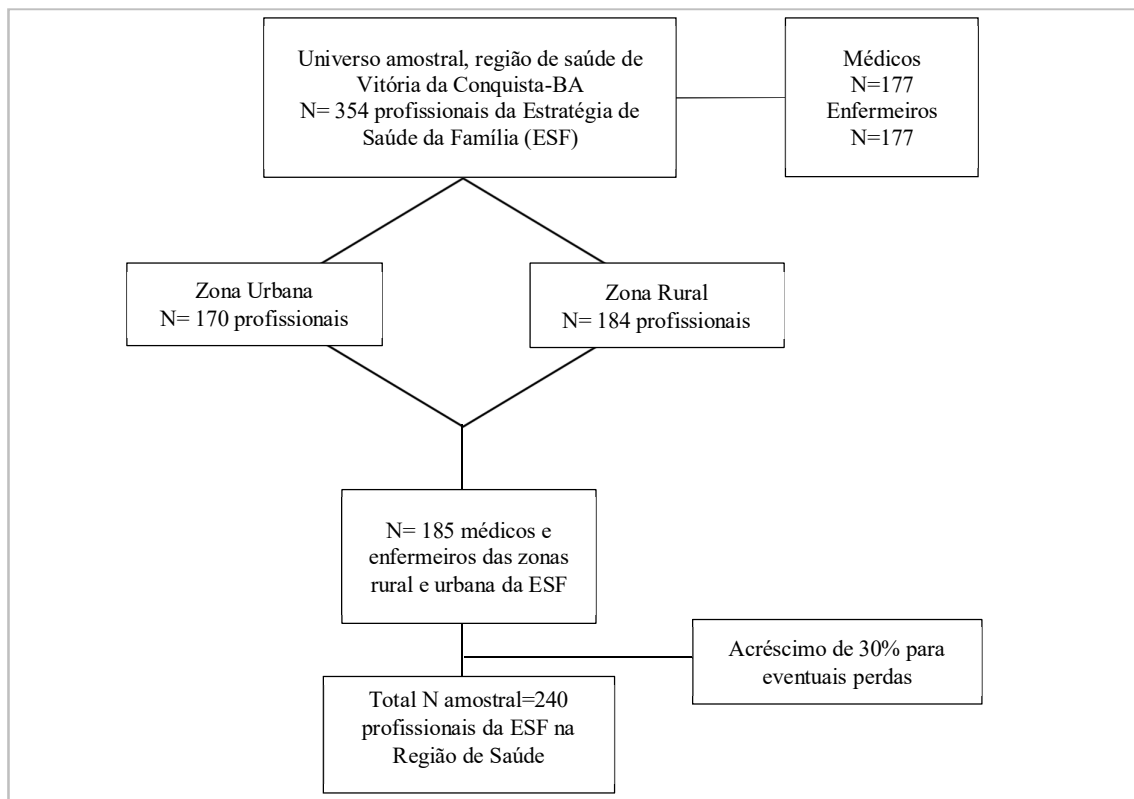 Universo amostral, região de saúde de
Vitória da Conquista-BA
N= 354 profissionais da Estratégia de
Saúde da Família (ESF)
Médicos
N=177
Enfermeiros
N=177
Zona Urbana
N= 170 profissionais
Zona Rural
N= 184 profissionais
N= 185 médicos e
enfermeiros das zonas
rural e urbana da ESF
Acréscimo de 30% para
eventuais perdas
Total N amostral=240
profissionais da ESF na
Região de Saúde